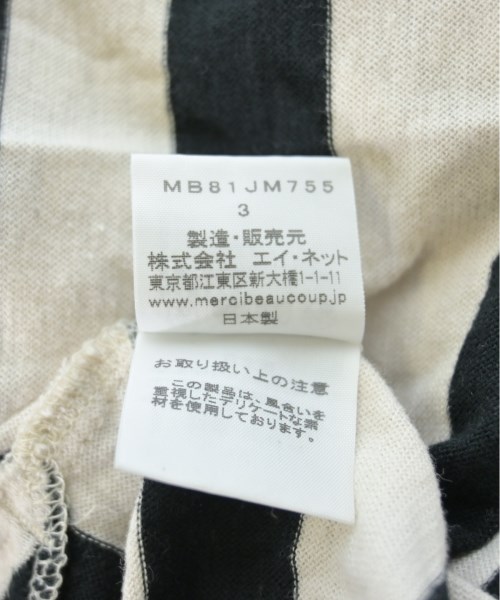 MB81JM755
3
製造・販売元
株式会社 エイ・ネット
東京都江東区新大橋1-1-11
www.mercibeaucoup.jp
日本製
お取り扱い上の注意
この製品は、風合いを
重視したデリケートな素
材を使用しております。